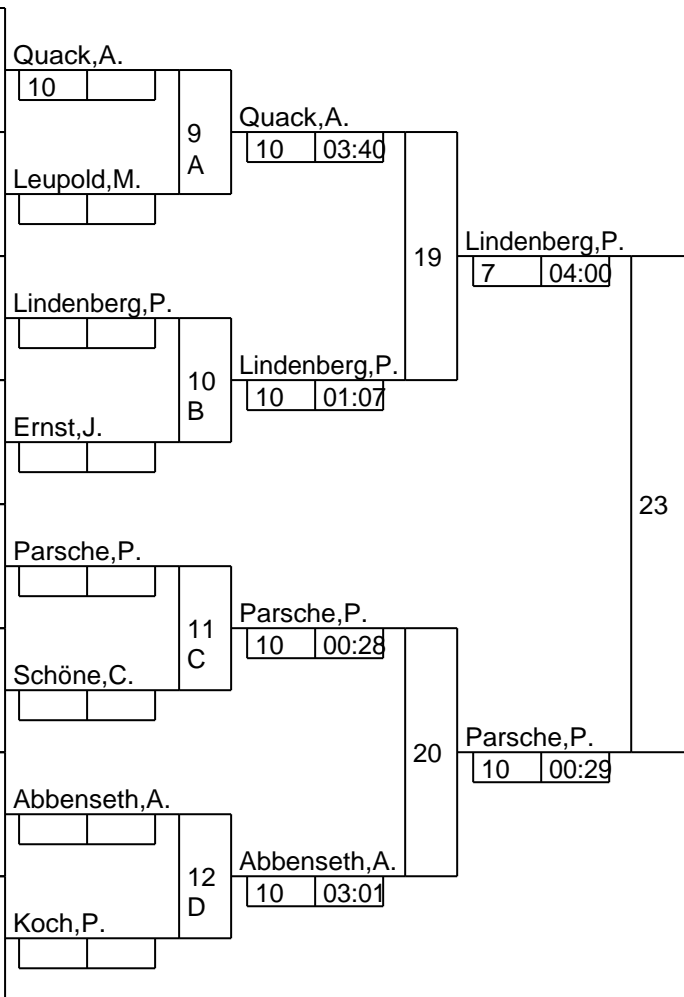 Quack,A.
10
9
A
Leupold,M.
Quack,A.
10 03:40
Lindenberg,P.
10
B
Ernst,J.
Lindenberg,P.
10 01:07
19
Lindenberg,P.
7 04:00
Parsche,P.
11
C
Schöne,C.
Parsche,P.
10 00:28
Abbenseth,A.
12
D
Koch,P.
Abbenseth,A.
10 03:01
20
Parsche,P.
10 00:29
23